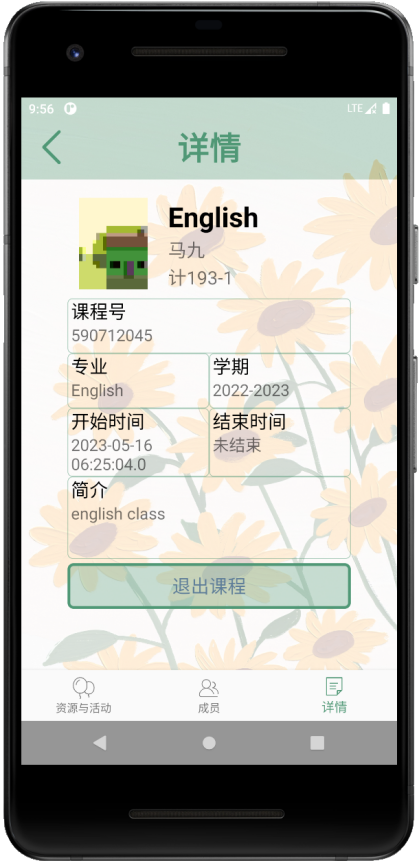 9:56
LTE
详情
English
马九
计193-1
课程号
590712045
专业
English
学期
2022-2023
开始时间
2023-05-16
06:25:04.0
结束时间
未结束
简介
english class
退出课程
资源与活动
成员
详情